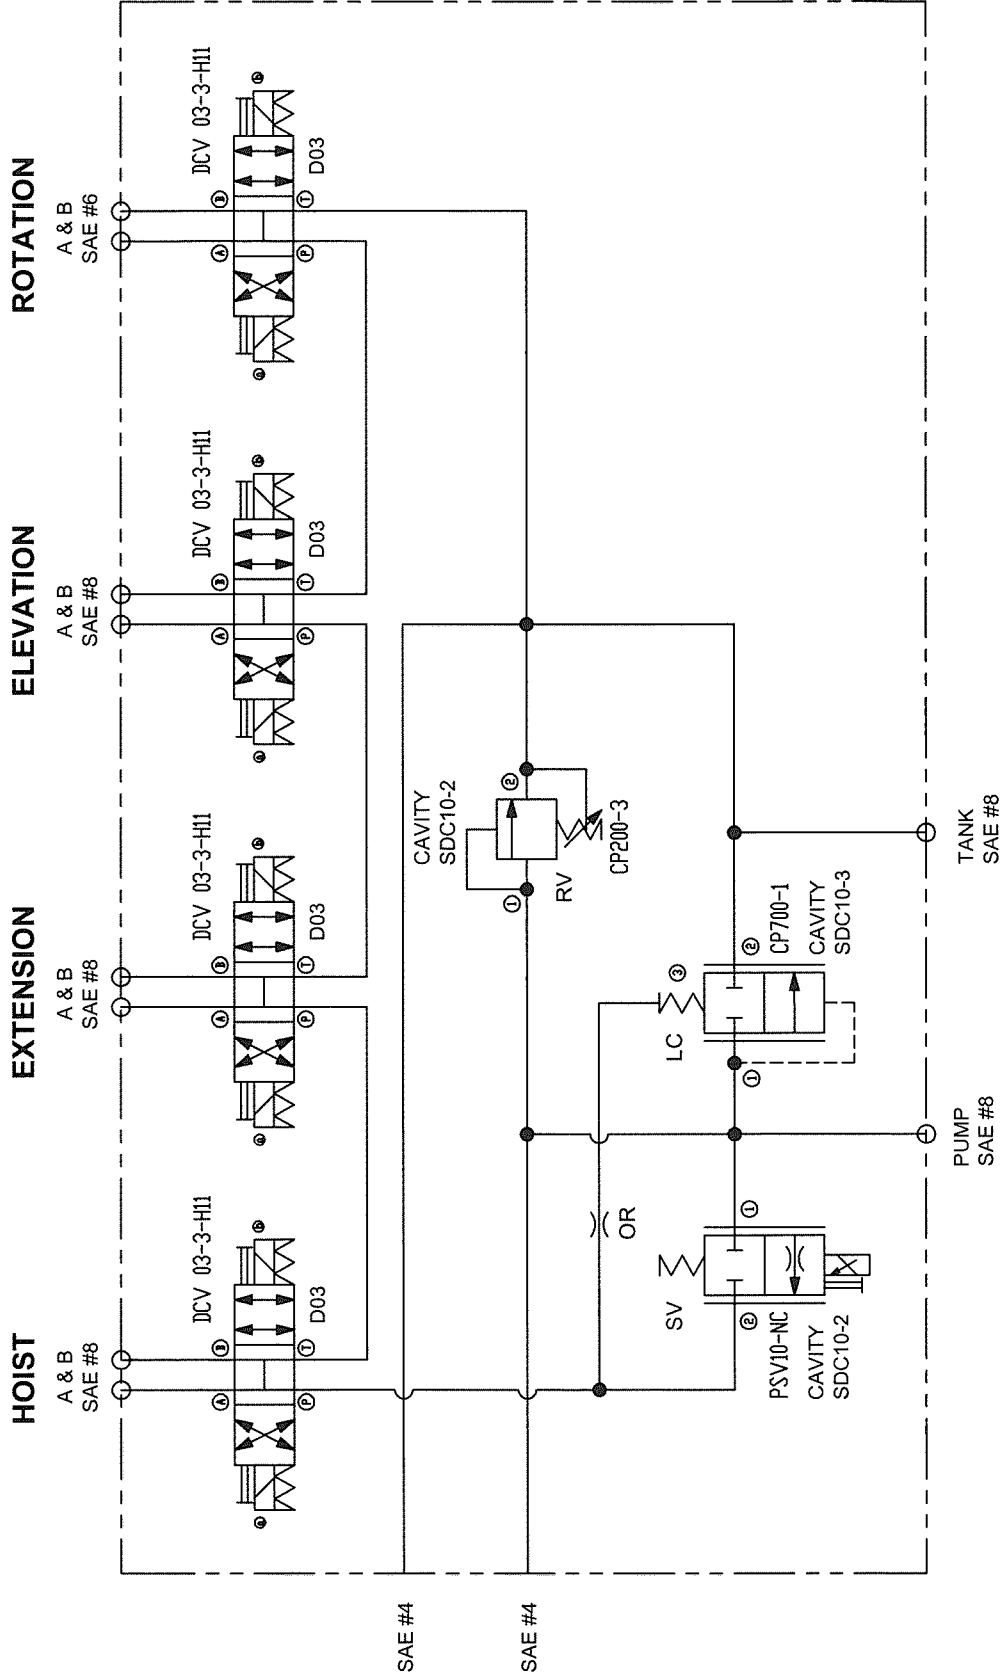 HOIST
A & B
SAE #8
EXTENSION
A & B
SAE #8
ELEVATION
A & B
SAE #8
ROTATION
A & B
SAE #6
DCV 03-3-H11
a
b
A
B
P
T
D03
DCV 03-3-H11
a
b
A
B
P
T
D03
DCV 03-3-H11
a
b
A
B
P
T
D03
DCV 03-3-H11
a
b
A
B
P
T
D03
SAE #4
SAE #4
CAVITY
SDC10-2
1
2
RV
CP200-3
OR
SV
2
1
PSV10-NC
CAVITY
SDC10-2
LC
3
1
2
CP700-1
CAVITY
SDC10-3
PUMP
SAE #8
TANK
SAE #8